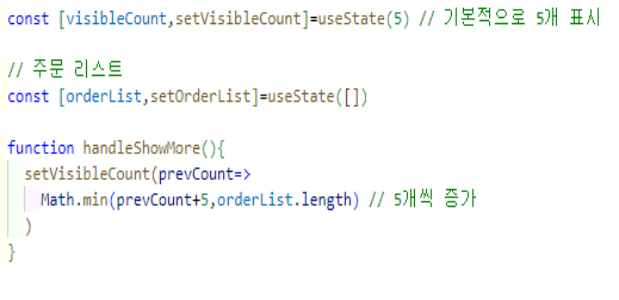 const [visibleCount,setVisibleCount]=useState(5) // 기본적으로 5개 표시
// 주문 리스트
const [orderList,setOrderList]=useState([])
function handleShowMore(){
setVisibleCount(prevCount=>
Math.min(prevCount+5,orderList.length) // 5개씩 증가
)
}